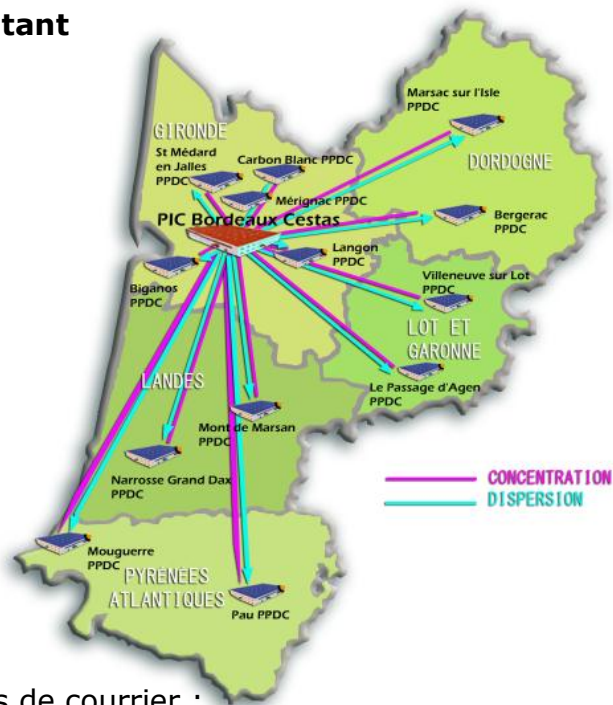 tant
Marsac sur l'Isle
PPDC
GIRONDE
St Médard
en Jalles
PPDC
Carbon Blanc PPDC
DORDOGNE
Mérignac PPDC
PIC Bordeaux Cestas
Bergerac
PPDC
Langon
PPDC
Biganos
PPDC
Villeneuve sur Lot
PPDC
LOT ET
GARONNE
LANDES
Le Passage d'Agen
PPDC
Mont de Marsan
PPDC
Narrosse Grand Dax
PPDC
CONCENTRATION
DISPERSION
Mouguerre
PPDC
PYRÉNÉES
ATLANTIQUES
Pau PPDC
s de courrier :